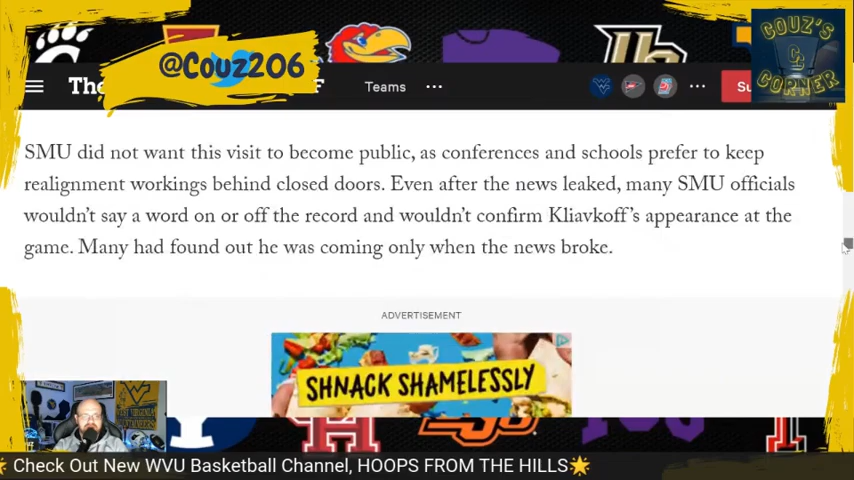 @Couz206
COUZ'S
CC
CORNER
The
Teams
SMU did not want this visit to become public, as conferences and schools prefer to keep
realignment workings behind closed doors. Even after the news leaked, many SMU officials
wouldn't say a word on or off the record and wouldn't confirm Kliavkoff's appearance at the
game. Many had found out he was coming only when the news broke.
ADVERTISEMENT
SHNACK SHAMELESSLY
Check Out New WVU Basketball Channel, HOOPS FROM THE HILLS